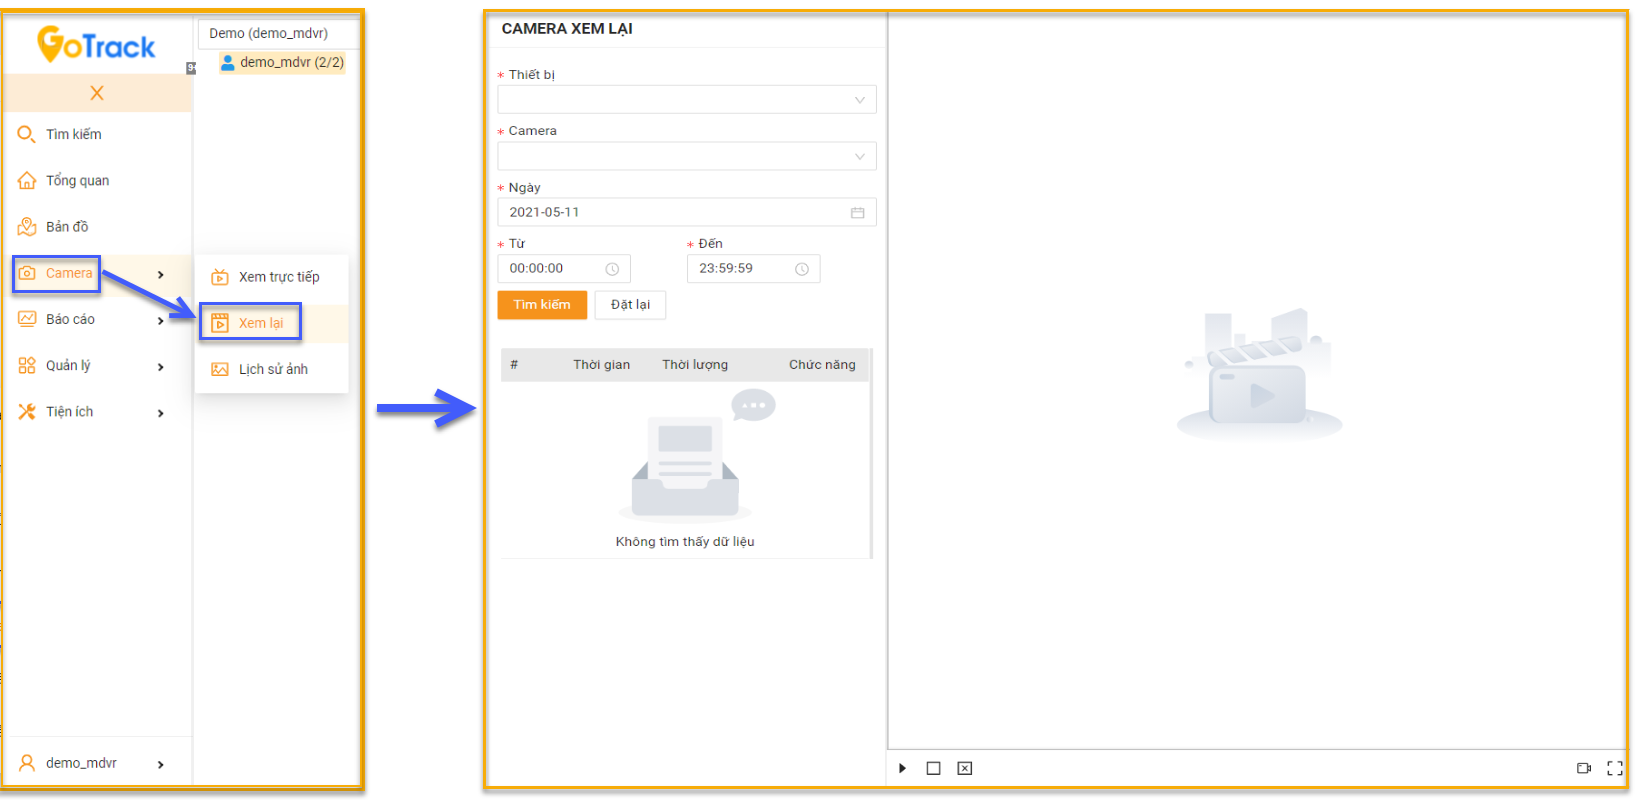 GoTrack
Demo (demo_mdvr)
demo_mdvr (2/2)
X
Tìm kiếm
Tổng quan
Bản đồ
Camera
Báo cáo
Quản lý
Tiện ích
Xem trực tiếp
Xem lại
Lịch sử ảnh
demo_mdvr
CAMERA XEM LẠI
* Thiết bị
* Camera
* Ngày
2021-05-11
* Từ
* Đến
00:00:00
23:59:59
Tìm kiếm
Đặt lại
# Thời gian Thời lượng Chức năng
Không tìm thấy dữ liệu